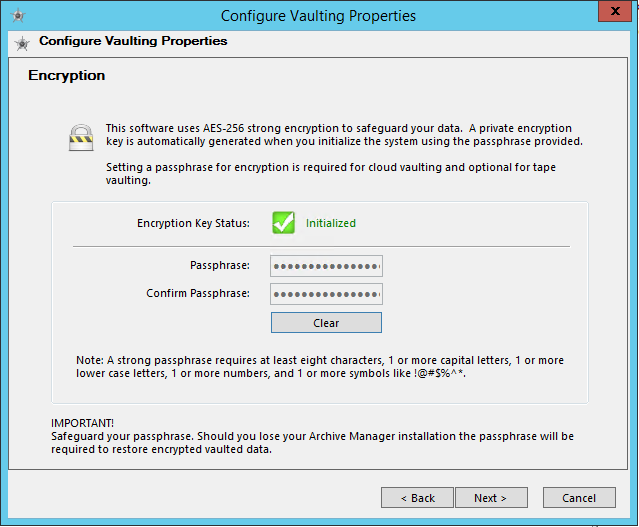 Configure Vaulting Properties
x
Configure Vaulting Properties
Encryption
This software uses AES-256 strong encryption to safeguard your data.  A private encryption
key is automatically generated when you initialize the system using the passphrase provided.
Setting a passphrase for encryption is required for cloud vaulting and optional for tape
vaulting.
Encryption Key Status: Initialized
Passphrase:
Confirm Passphrase:
Clear
Note: A strong passphrase requires at least eight characters, 1 or more capital letters, 1 or more
lower case letters, 1 or more numbers, and 1 or more symbols like !@#$%^*.
IMPORTANT!
Safeguard your passphrase. Should you lose your Archive Manager installation the passphrase will be
required to restore encrypted vaulted data.
< Back Next > Cancel